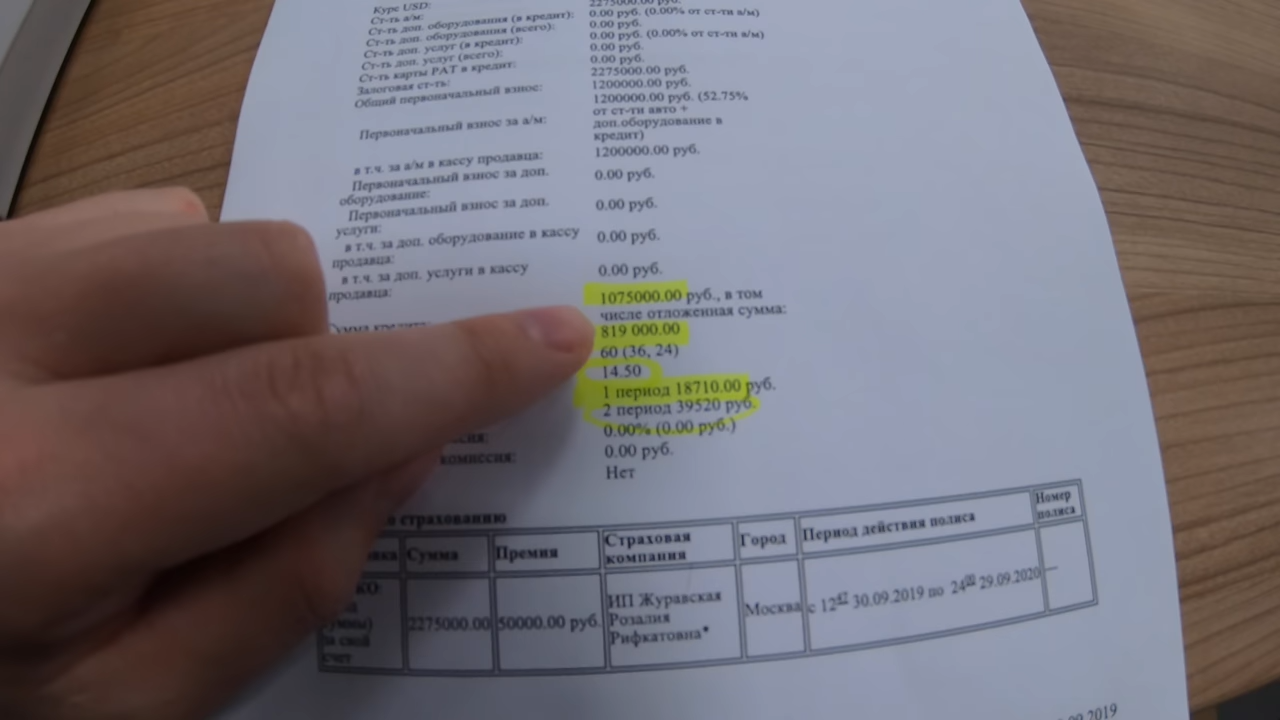 Курс USD:
Ст-ть а/м: 2275000.00 руб.
Ст-ть доп. оборудования (в кредит): 0.00 руб. (0.00% от ст-ти а/м)
Ст-ть доп. оборудования (всего): 0.00 руб.
Ст-ть доп. услуг (в кредит): 0.00 руб. (0.00% от ст-ти а/м)
Ст-ть доп. услуг (всего): 0.00 руб.
Ст-ть карты РАТ в кредит: 0.00 руб.
Залоговая ст-ть: 2275000.00 руб.
Общий первоначальный взнос: 1200000.00 руб.
Первоначальный взнос за а/м: 1200000.00 руб. (52.75%
от ст-ти авто +
доп.оборудование в
кредит)
в т.ч. за а/м в кассу продавца: 1200000.00 руб.
Первоначальный взнос за доп. 0.00 руб.
оборудование:
Первоначальный взнос за доп. 0.00 руб.
услуги:
в т.ч. за доп. оборудование в кассу 0.00 руб.
продавца:
в т.ч. за доп. услуги в кассу 0.00 руб.
продавца:
1075000.00 руб., в том
числе отложенная сумма:
819 000.00
60 (36, 24)
14.50
1 период 18710.00 руб.
2 период 39520 руб.
0.00% (0.00 руб.)
комиссия: 0.00 руб.
Нет
страхованию
Сумма Премия Страховая компания Город Период действия полиса Номер полиса
2275000.00 50000.00 руб. ИП Журавская Розалия Рифкатовна* Москва с 12 47 30.09.2019 по 24 00 29.09.2020 —
за свой
счет
09.2019